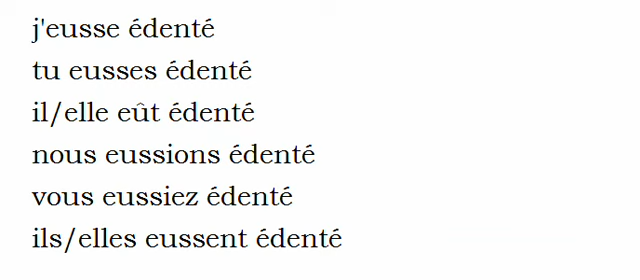 j'eusse édenté
tu eusses édenté
il/elle eût édenté
nous eussions édenté
vous eussiez édenté
ils/elles eussent édenté